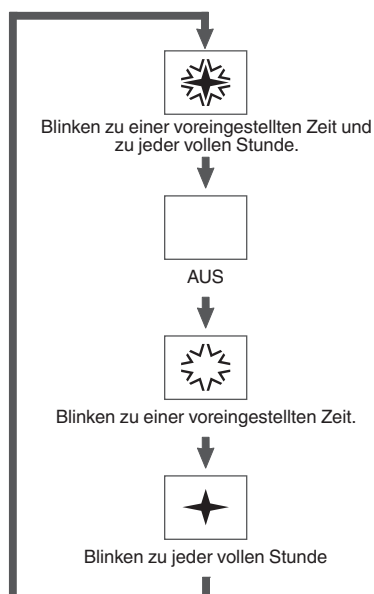 Blinken zu einer voreingestellten Zeit und
zu jeder vollen Stunde.
AUS
Blinken zu einer voreingestellten Zeit.
Blinken zu jeder vollen Stunde